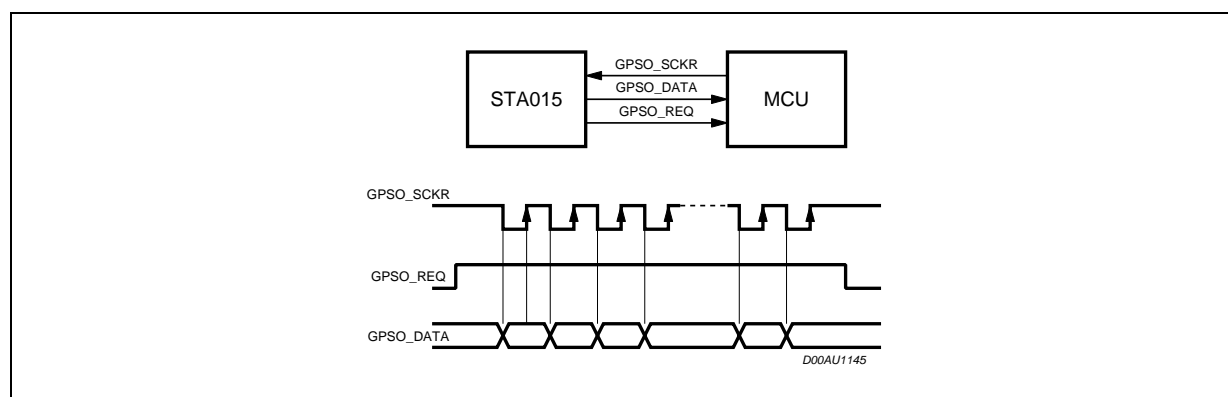 GPSO_SCKR
STA015
GPSO_DATA
MCU
GPSO_REQ
GPSO_SCKR
GPSO_REQ
GPSO_DATA
D00AU1145